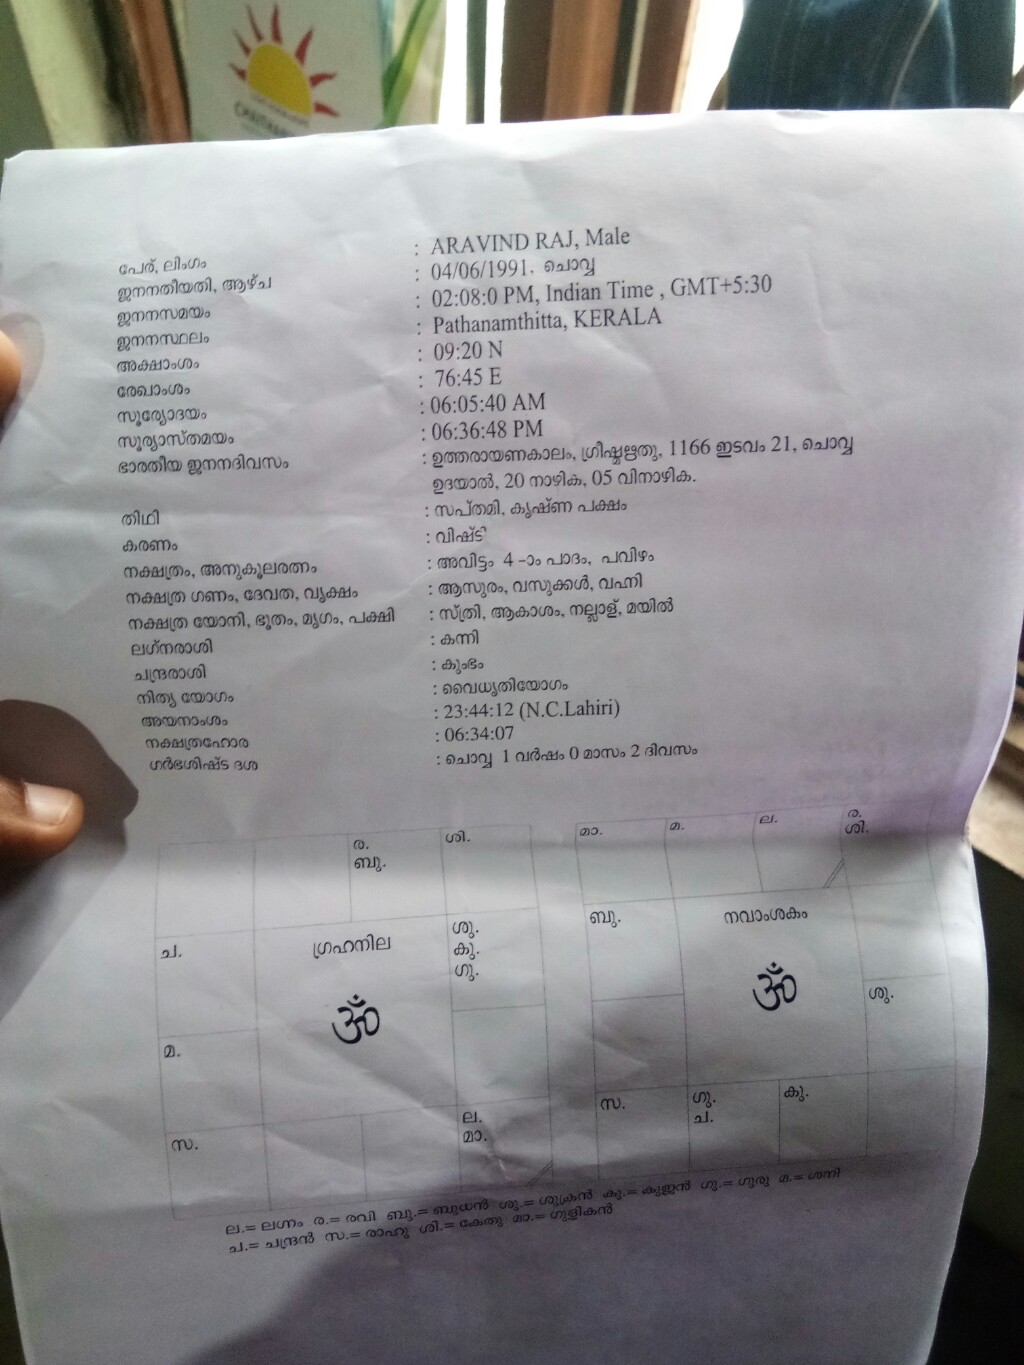 പേര്, ലിംഗം : ARAVIND RAJ, Male
ജനനതീയതി, ആഴ്ച : 04/06/1991, ചൊവ്വ
ജനനസമയം : 02:08:0 PM, Indian Time , GMT+5:30
ജനനസ്ഥലം : Pathanamthitta, KERALA
അക്ഷാംശം : 09:20 N
രേഖാംശം : 76:45 E
സൂര്യോദയം : 06:05:40 AM
സൂര്യാസ്തമയം : 06:36:48 PM
ഭാരതീയ ജനനദിവസം : ഉത്തരായണകാലം, ഗ്രീഷ്മഋതു, 1166 ഇടവം 21, ചൊവ്വ
ഉദയാൽ, 20 നാഴിക, 05 വിനാഴിക.
തിഥി : സപ്തമി, കൃഷ്ണ പക്ഷം
കരണം : വിഷ്ടി
നക്ഷത്രം, അനുകൂലരത്നം : അവിട്ടം 4 -ാം പാദം, പവിഴം
നക്ഷത്ര ഗണം, ദേവത, വൃക്ഷം : ആസുരം, വസുക്കൾ, വഹ്നി
നക്ഷത്ര യോനി, ഭൂതം, മൃഗം, പക്ഷി : സ്ത്രീ, ആകാശം, നല്ലാള്, മയിൽ
ലഗ്നരാശി : കന്നി
ചന്ദ്രരാശി : കുംഭം
നിത്യ യോഗം : വൈധൃതിയോഗം
അയനാംശം : 23:44:12 (N.C.Lahiri)
നക്ഷത്രഹോര : 06:34:07
ഗർഭശിഷ്ട ദശ : ചൊവ്വ 1 വർഷം 0 മാസം 2 ദിവസം
ര.
ബു.
ശി.
ച.
ഗ്രഹനില
ॐ
ശു.
കു.
ഗു.
മ.
സ.
ല.
മാ.
മാ.
മ.
ല.
ര.
ശി.
ബു.
നവാംശകം
ॐ
ശു.
സ.
ഗു.
ച.
കു.
ല.= ലഗ്നം ര.= രവി ബു.= ബുധൻ ശു.= ശുക്രൻ കു.= കുജൻ ഗു.= ഗുരു മ.= ശനി
ച.= ചന്ദ്രൻ സ.= രാഹു ശി.= കേതു മാ.= ഗുളികൻ